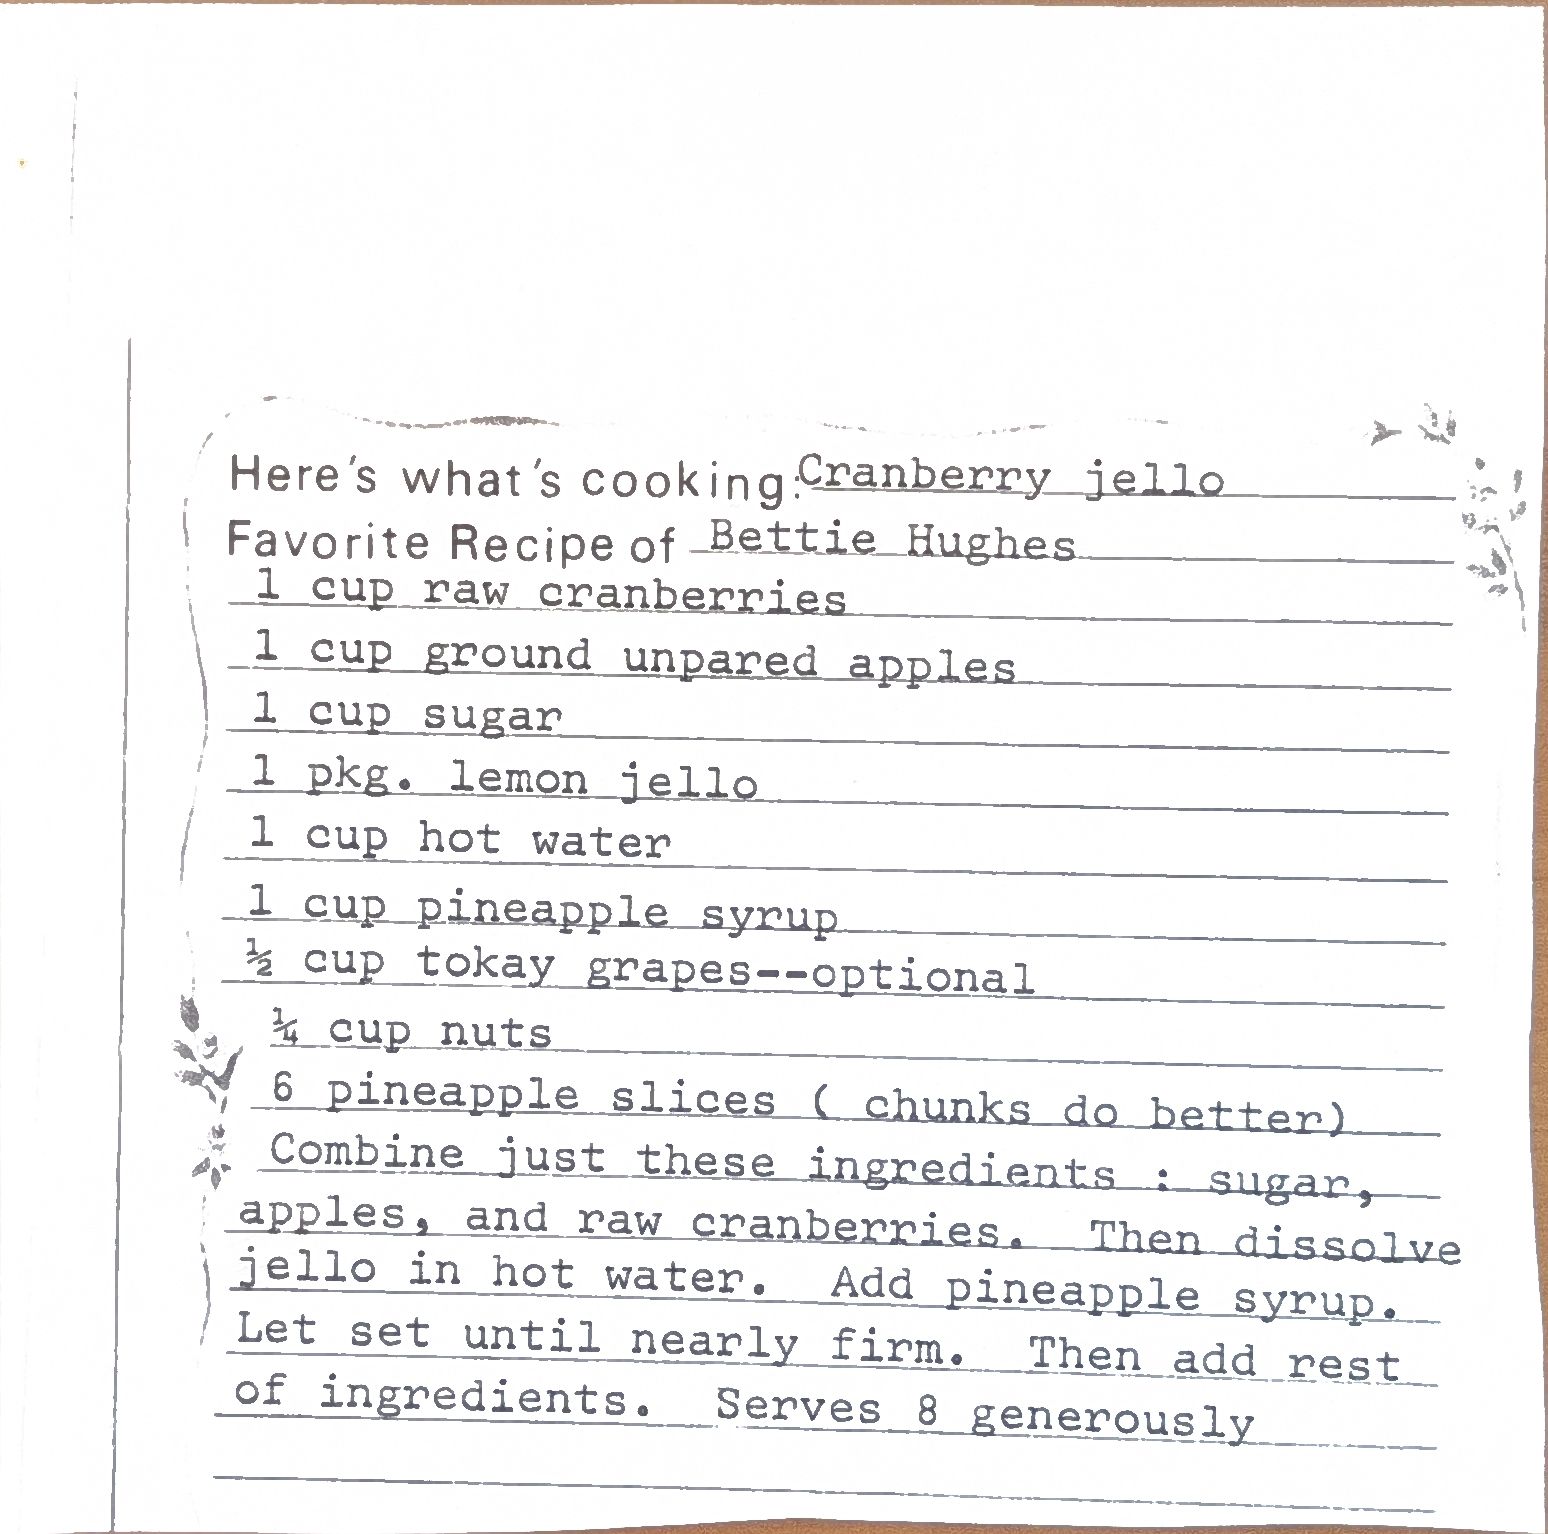 Here's what's cooking: Cranberry jello
Favorite Recipe of Bettie Hughes
1 cup raw cranberries
1 cup ground unpared apples
1 cup sugar
1 pkg. lemon jello
1 cup hot water
1 cup pineapple syrup
½ cup tokay grapes--optional
¼ cup nuts
6 pineapple slices ( chunks do better)
Combine just these ingredients : sugar,
apples, and raw cranberries. Then dissolve
jello in hot water. Add pineapple syrup.
Let set until nearly firm. Then add rest
of ingredients. Serves 8 generously